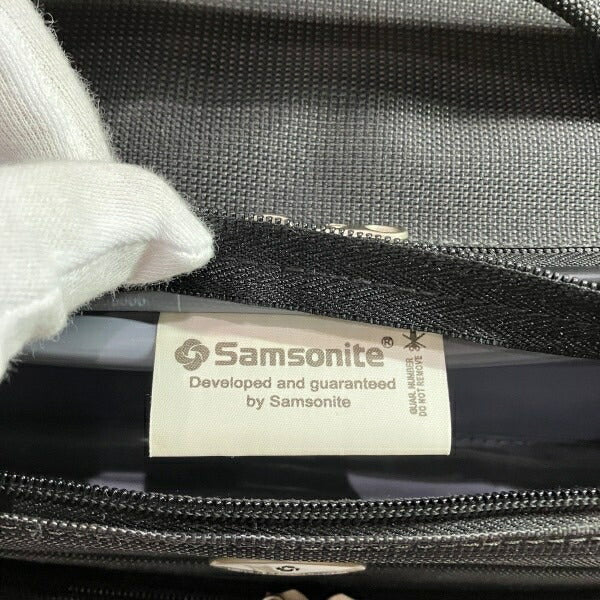 Samsonite®
Developed and guaranteed
by Samsonite
GUAR. NUMBER
DO NOT REMOVE